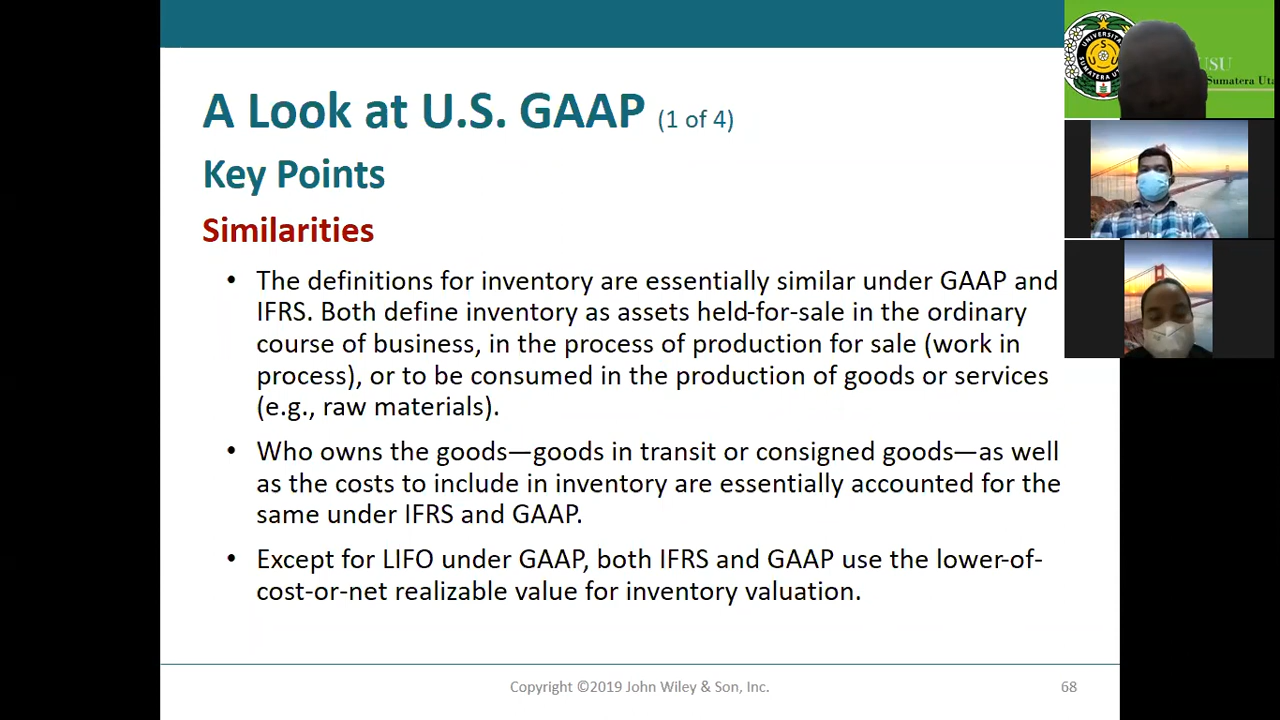 A Look at U.S. GAAP (1 of 4)
Key Points
Similarities
• The definitions for inventory are essentially similar under GAAP and
IFRS. Both define inventory as assets held-for-sale in the ordinary
course of business, in the process of production for sale (work in
process), or to be consumed in the production of goods or services
(e.g., raw materials).
• Who owns the goods—goods in transit or consigned goods—as well
as the costs to include in inventory are essentially accounted for the
same under IFRS and GAAP.
• Except for LIFO under GAAP, both IFRS and GAAP use the lower-of-
cost-or-net realizable value for inventory valuation.
Copyright ©2019 John Wiley & Son, Inc.
68
USU
Sumatera Uta